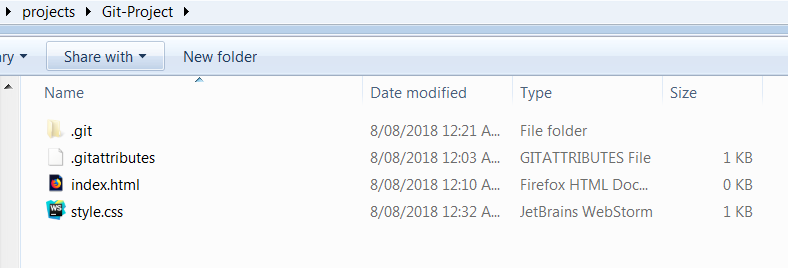 projects Git-Project
ary Share with New folder
Name Date modified Type Size
.git 8/08/2018 12:21 A... File folder
.gitattributes 8/08/2018 12:03 A... GITATTRIBUTES File 1 KB
index.html 8/08/2018 12:10 A... Firefox HTML Doc... 0 KB
WS style.css 8/08/2018 12:32 A... JetBrains WebStorm 1 KB